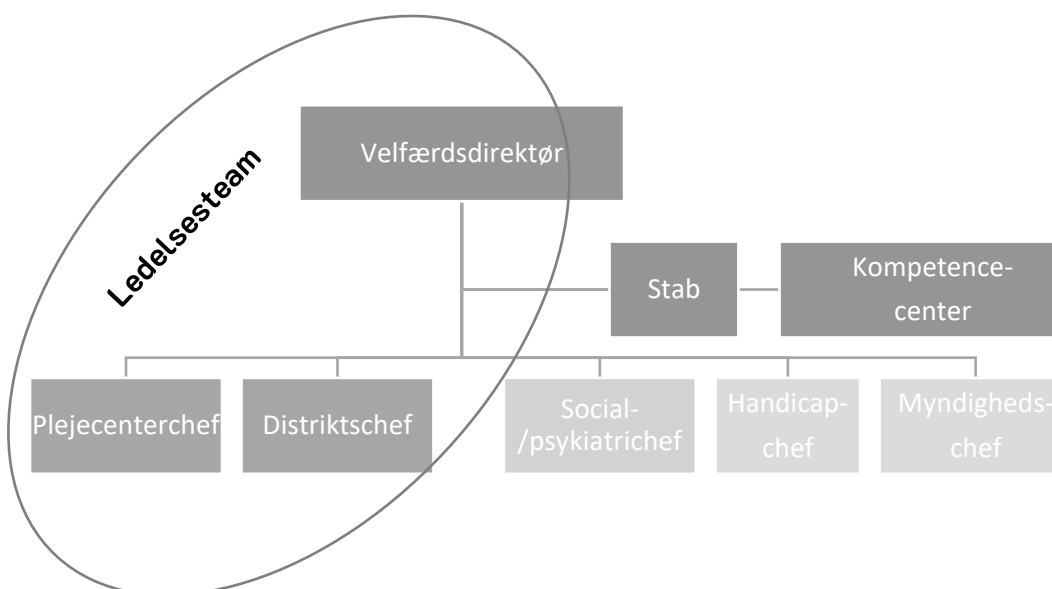 Velfærdsdirektør
Ledelsesteam
Stab
Kompetence-
center
Plejecenterchef
Distriktschef
Social-
/psykiatrichef
Handicap-
chef
Myndigheds-
chef